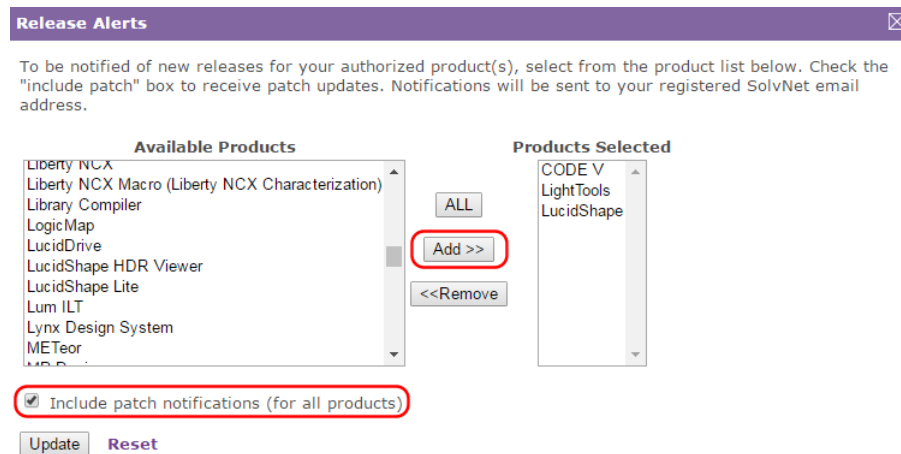 Release Alerts
To be notified of new releases for your authorized product(s), select from the product list below. Check the
"include patch" box to receive patch updates. Notifications will be sent to your registered SolvNet email
address.
Available Products
Liberty NCX
Liberty NCX Macro (Liberty NCX Characterization)
Library Compiler
LogicMap
LucidDrive
LucidShape HDR Viewer
LucidShape Lite
Lum ILT
Lynx Design System
METeor
ALL
Add >>
<<Remove
Products Selected
CODE V
LightTools
LucidShape
Include patch notifications (for all products)
Update Reset